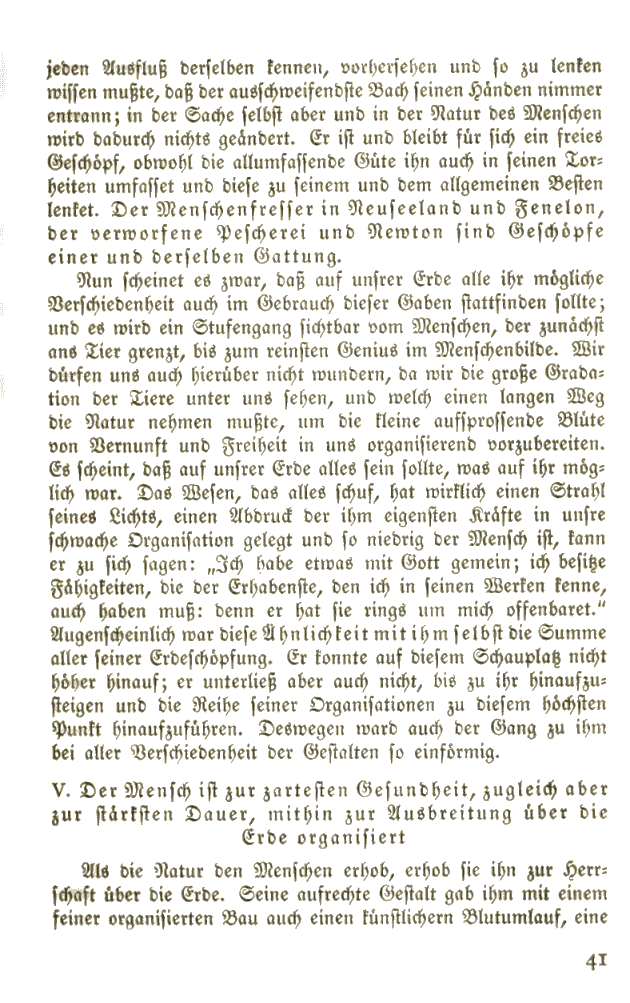 jeden Ausfluß derselben kennen, vorhersehen und so zu lenken
wissen mußte, daß der ausschweifendste Bach seinen Händen nimmer
entrann; in der Sache selbst aber und in der Natur des Menschen
wird dadurch nichts geändert. Er ist und bleibt für sich ein freies
Geschöpf, obwohl die allumfassende Güte ihn auch in seinen Tor-
heiten umfasset und diese zu seinem und dem allgemeinen Besten
lenket. Der Menschenfresser in Neuseeland und Fenelon,
der verworfene Pescherei und Newton sind Geschöpfe
einer und derselben Gattung.
Nun scheinet es zwar, daß auf unsrer Erde alle ihr mögliche
Verschiedenheit auch im Gebrauch dieser Gaben stattfinden sollte;
und es wird ein Stufengang sichtbar vom Menschen, der zunächst
ans Tier grenzt, bis zum reinsten Genius im Menschenbilde. Wir
dürfen uns auch hierüber nicht wundern, da wir die große Grada-
tion der Tiere unter uns sehen, und welch einen langen Weg
die Natur nehmen mußte, um die kleine aufsprossende Blüte
von Vernunft und Freiheit in uns organisierend vorzubereiten.
Es scheint, daß auf unsrer Erde alles sein sollte, was auf ihr mög-
lich war. Das Wesen, das alles schuf, hat wirklich einen Strahl
seines Lichts, einen Abdruck der ihm eigensten Kräfte in unsre
schwache Organisation gelegt und so niedrig der Mensch ist, kann
er zu sich sagen: „Ich habe etwas mit Gott gemein; ich besitze
Fähigkeiten, die der Erhabenste, den ich in seinen Werken kenne,
auch haben muß: denn er hat sie rings um mich offenbaret.“
Augenscheinlich war diese Ähnlichkeit mit ihm selbst die Summe
aller seiner Erdeschöpfung. Er konnte auf diesem Schauplatz nicht
höher hinauf; er unterließ aber auch nicht, bis zu ihr hinaufzu-
steigen und die Reihe seiner Organisationen zu diesem höchsten
Punkt hinaufzuführen. Deswegen ward auch der Gang zu ihm
bei aller Verschiedenheit der Gestalten so einförmig.
V. Der Mensch ist zur zartesten Gesundheit, zugleich aber
zur stärksten Dauer, mithin zur Ausbreitung über die
Erde organisiert
Als die Natur den Menschen erhob, erhob sie ihn zur Herr-
schaft über die Erde. Seine aufrechte Gestalt gab ihm mit einem
feiner organisierten Bau auch einen künstlichern Blutumlauf, eine
41